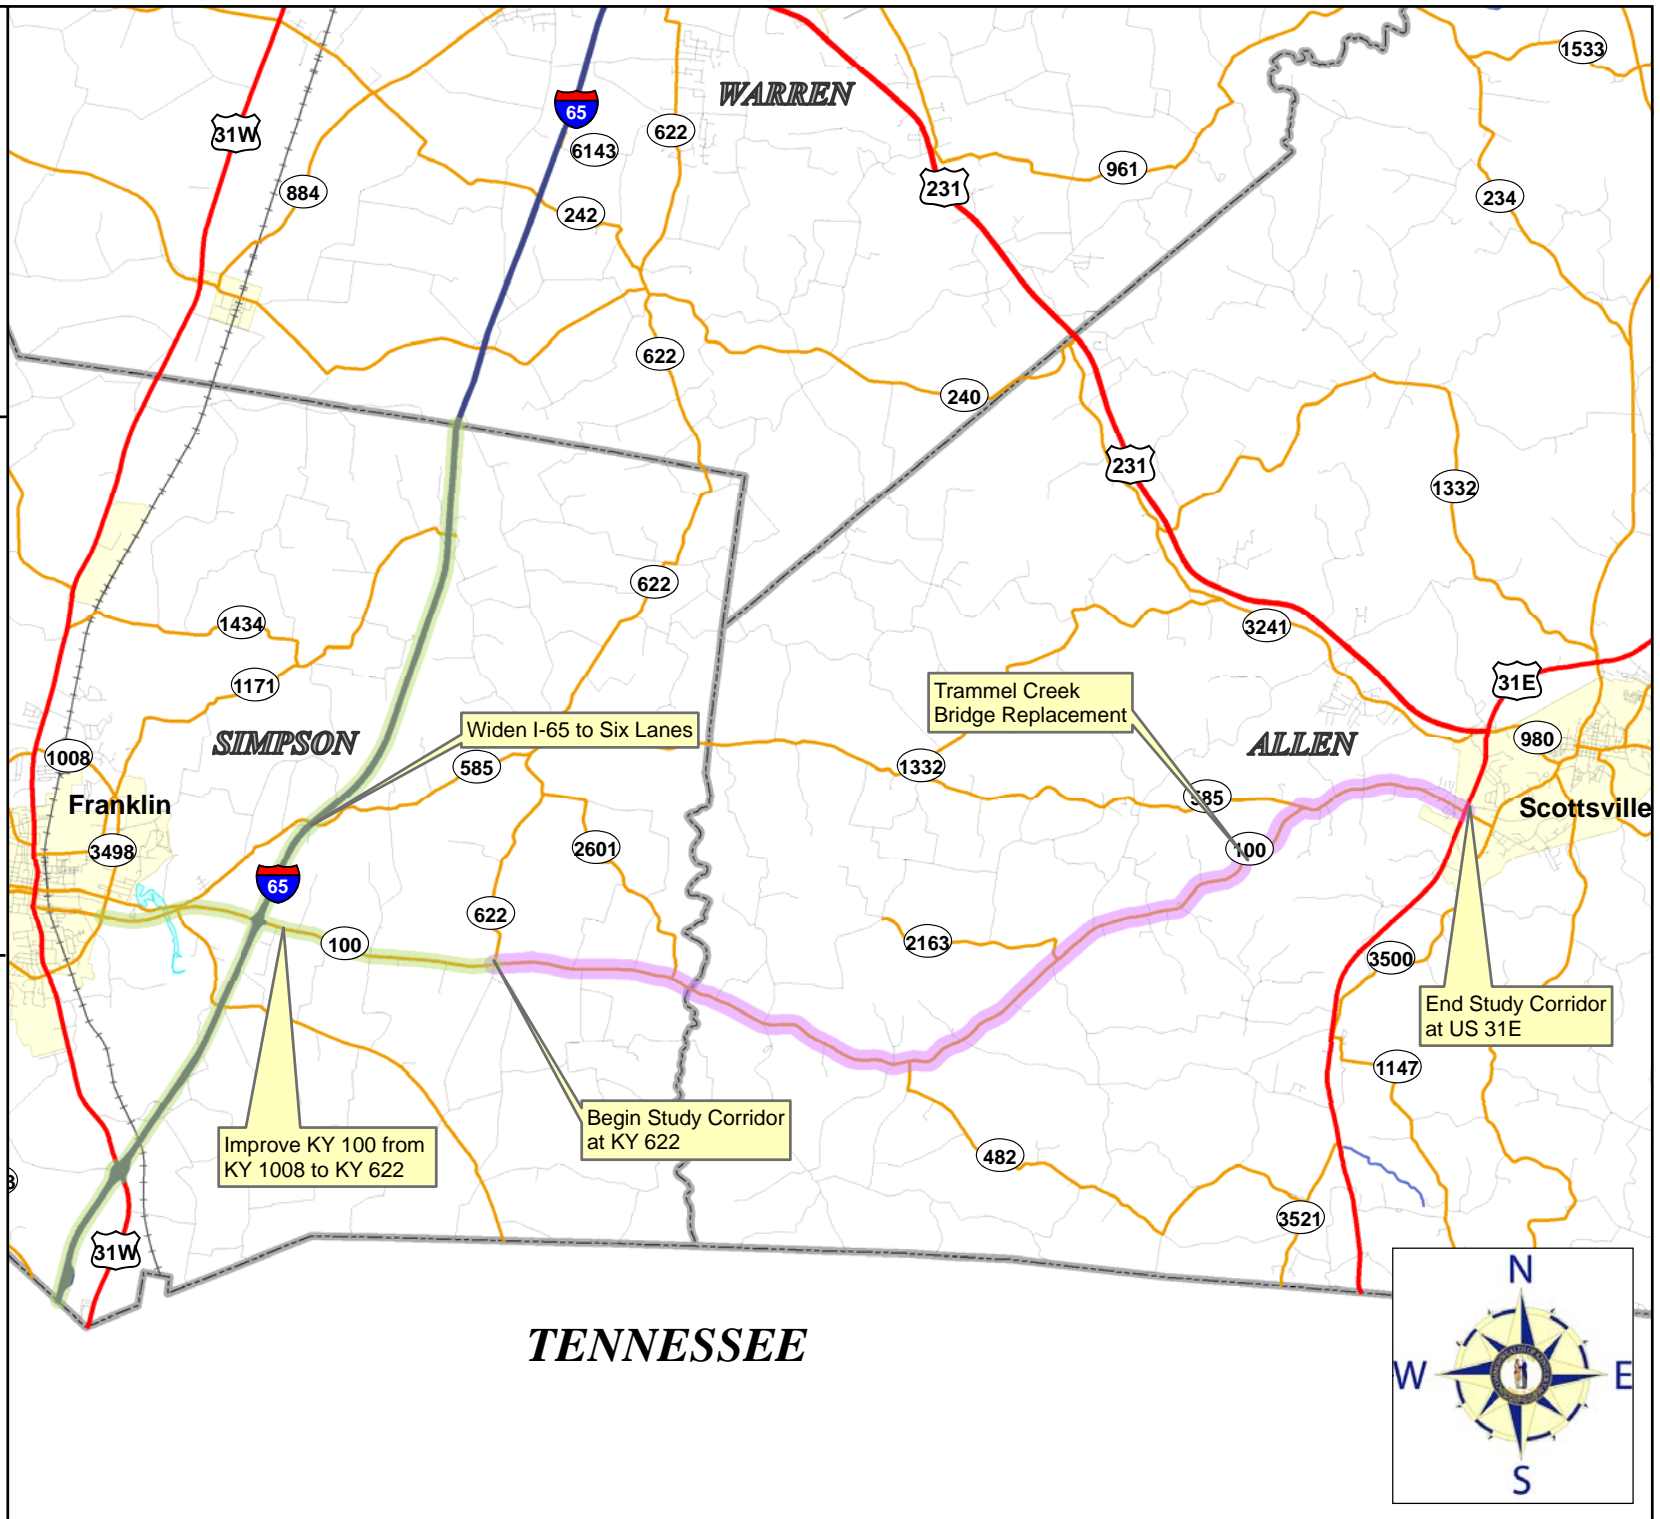 1533
WARREN
65
31W
622
6143
961
231
884
234
242
622
240
231
1332
622
1434
3241
1171
31E
Trammel Creek
Bridge Replacement
Widen I-65 to Six Lanes
SIMPSON
ALLEN
980
1008
585
1332
585
Franklin
Scottsville
3498
2601
100
65
622
100
2163
3500
End Study Corridor
at US 31E
1147
Begin Study Corridor
at KY 622
Improve KY 100 from
KY 1008 to KY 622
482
3
3521
31W
TENNESSEE
N
W
E
S